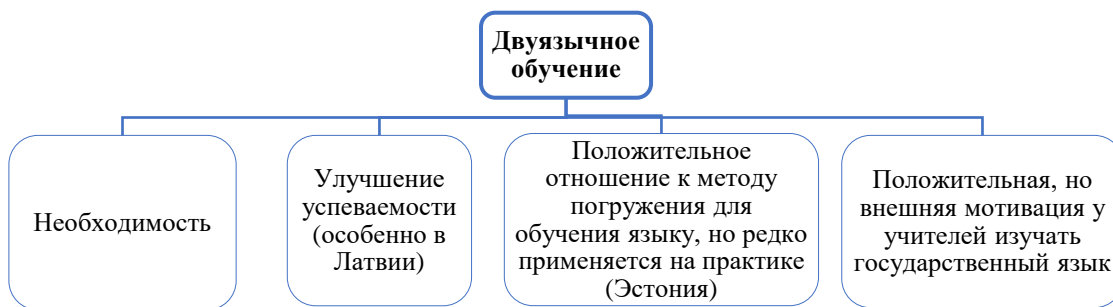 Двуязычное
обучение
Необходимость
Улучшение
успеваемости
(особенно в
Латвии)
Положительное
отношение к методу
погружения для
обучения языку, но редко
применяется на практике
(Эстония)
Положительная, но
внешняя мотивация у
учителей изучать
государственный язык